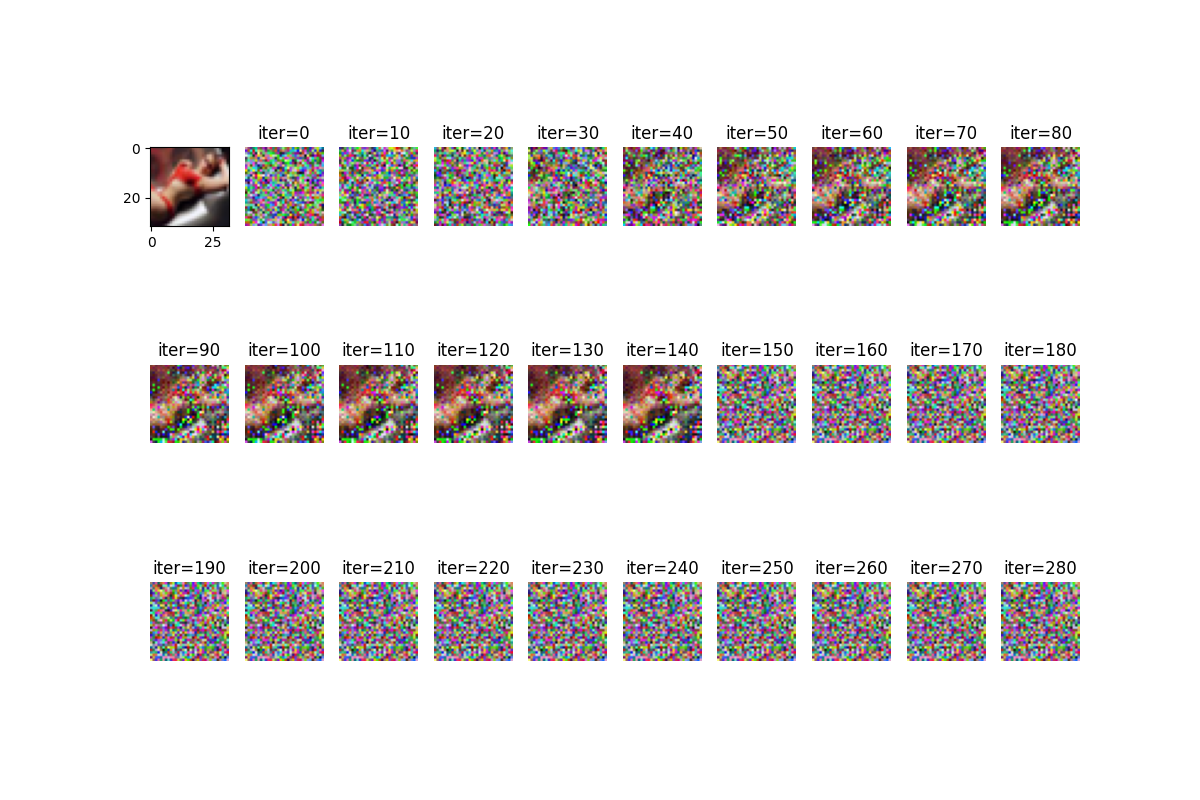 iter=0 iter=10 iter=20 iter=30 iter=40 iter=50 iter=60 iter=70 iter=80
0
20
0 25
iter=90 iter=100 iter=110 iter=120 iter=130 iter=140 iter=150 iter=160 iter=170 iter=180
iter=190 iter=200 iter=210 iter=220 iter=230 iter=240 iter=250 iter=260 iter=270 iter=280